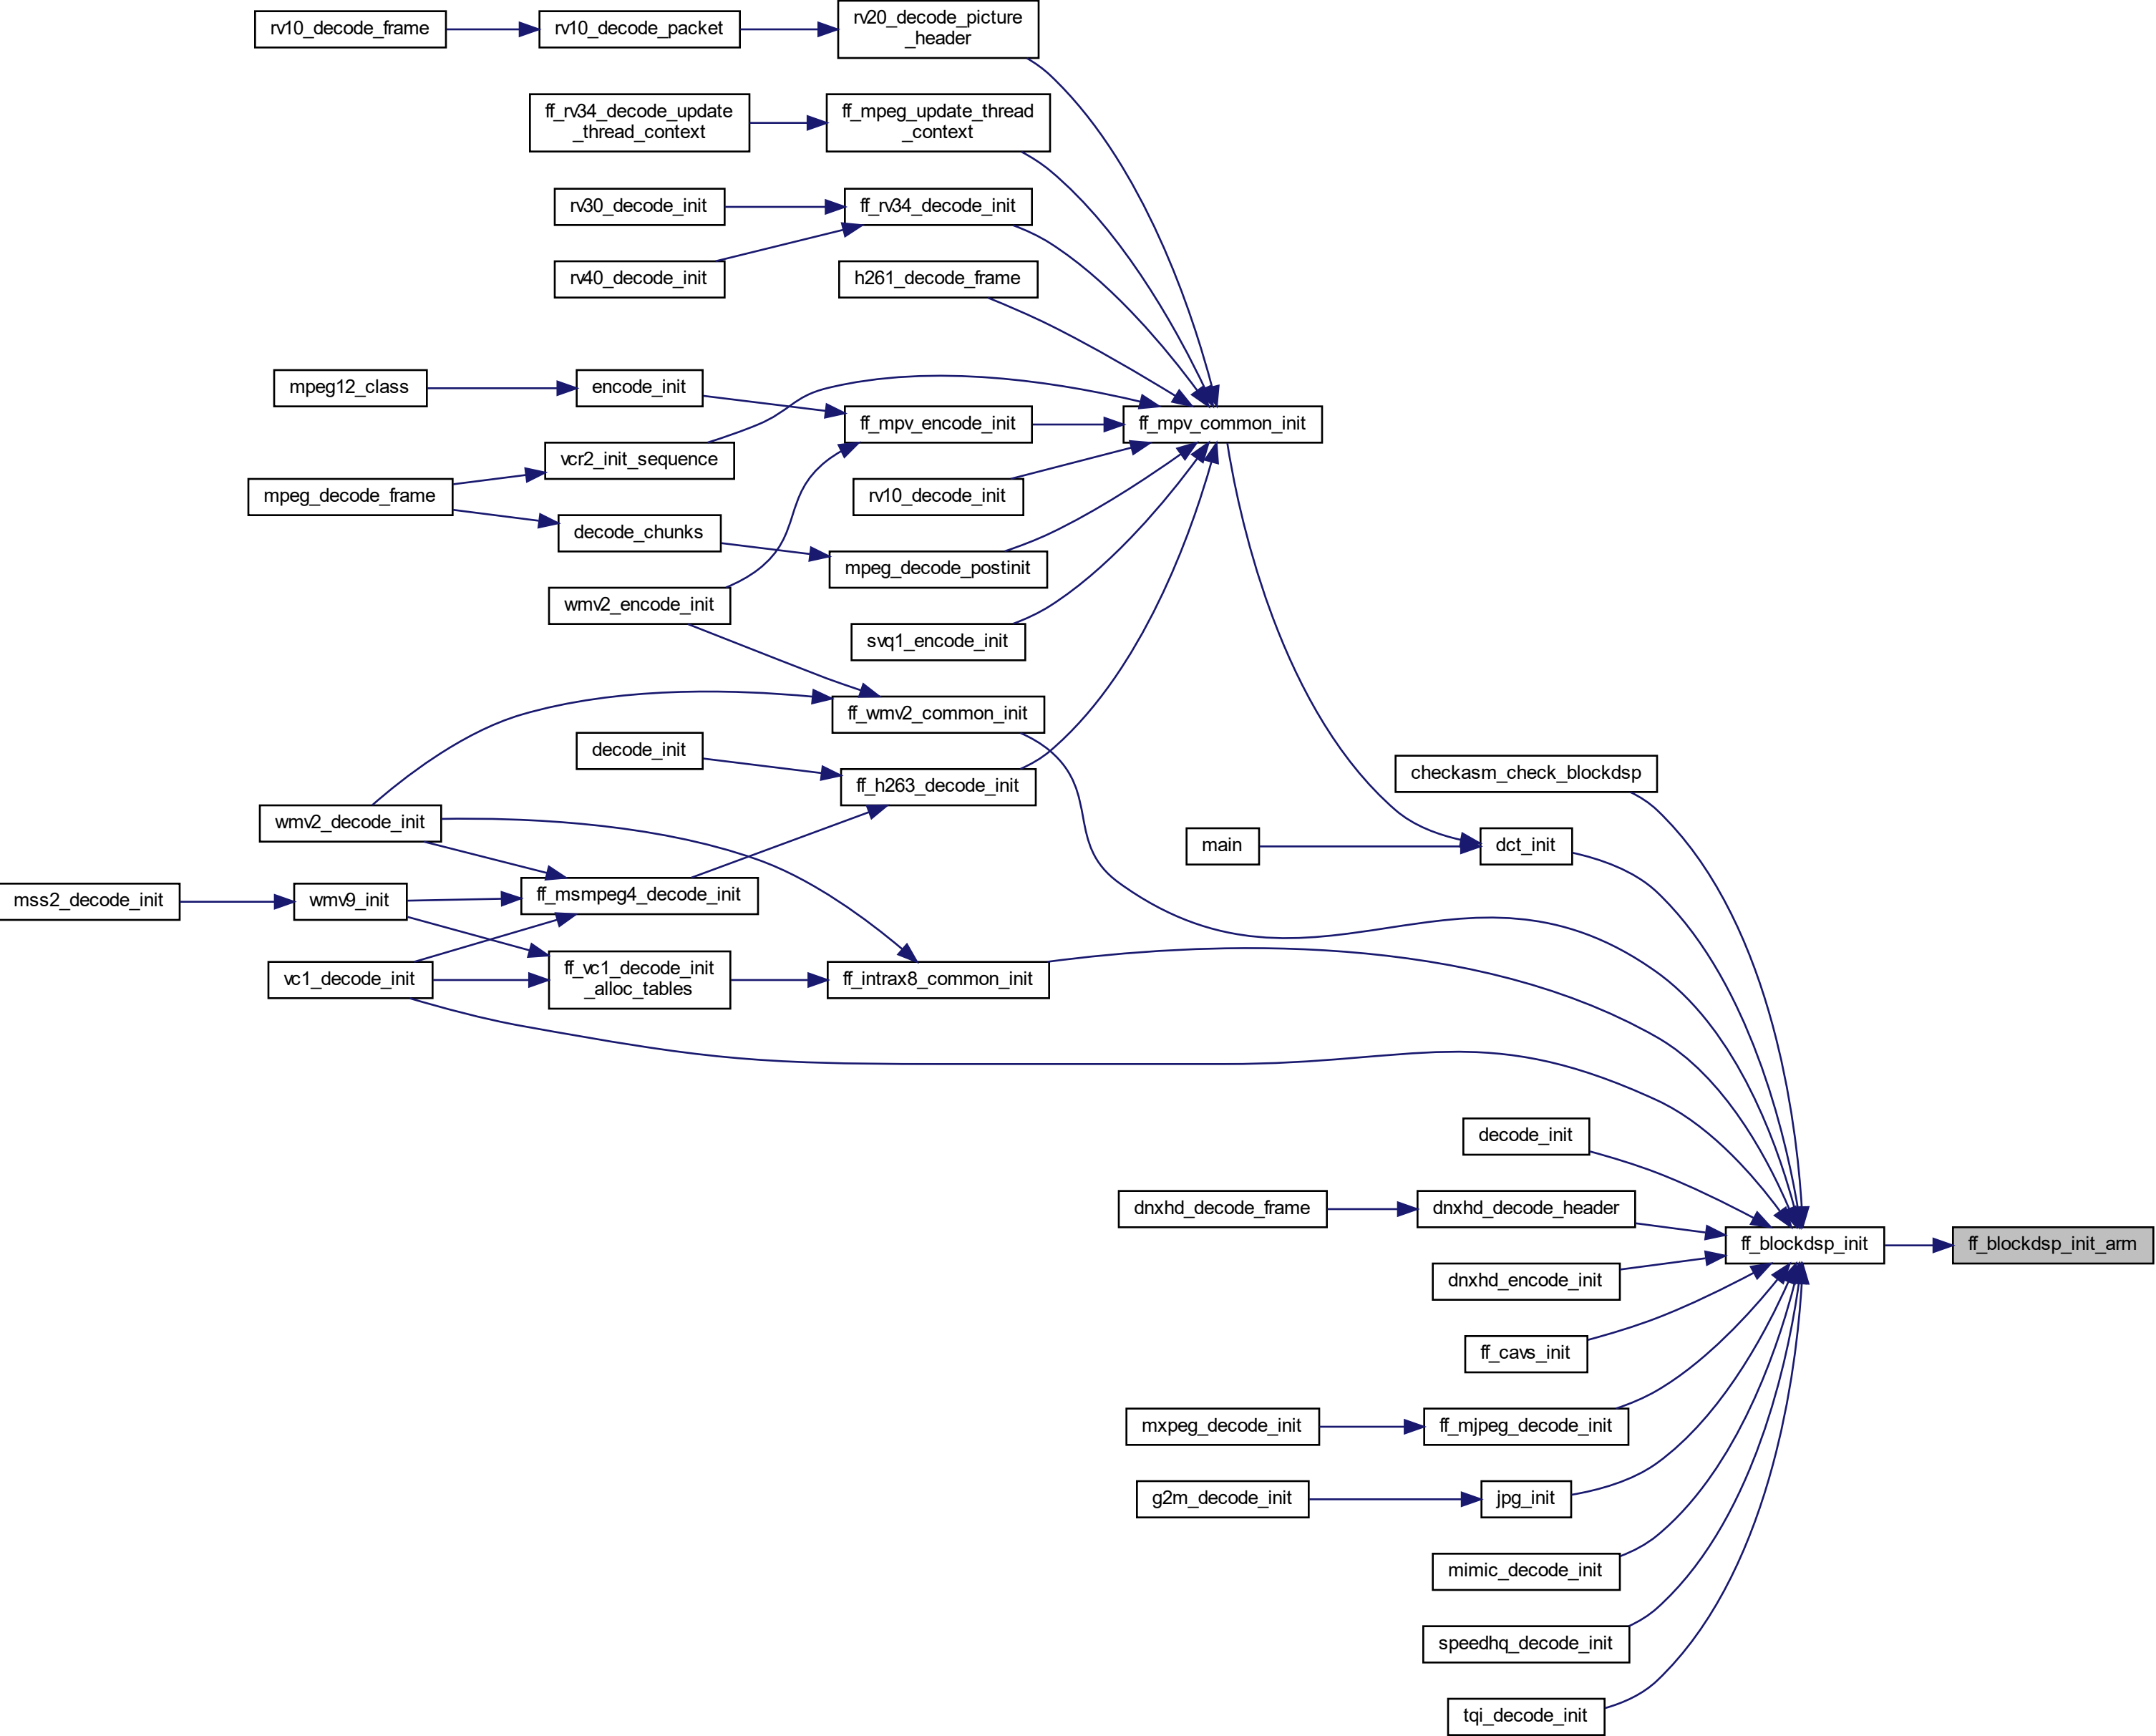 rv10_decode_frame
rv10_decode_packet
rv20_decode_picture
_header
ff_rv34_decode_update
_thread_context
ff_mpeg_update_thread
_context
rv30_decode_init
ff_rv34_decode_init
rv40_decode_init
h261_decode_frame
mpeg12_class
encode_init
ff_mpv_encode_init
ff_mpv_common_init
vcr2_init_sequence
mpeg_decode_frame
rv10_decode_init
decode_chunks
mpeg_decode_postinit
wmv2_encode_init
svq1_encode_init
ff_wmv2_common_init
decode_init
ff_h263_decode_init
checkasm_check_blockdsp
wmv2_decode_init
main
dct_init
mss2_decode_init
wmv9_init
ff_msmpeg4_decode_init
vc1_decode_init
ff_vc1_decode_init
_alloc_tables
ff_intrax8_common_init
decode_init
dnxhd_decode_frame
dnxhd_decode_header
ff_blockdsp_init
ff_blockdsp_init_arm
dnxhd_encode_init
ff_cavs_init
mxpeg_decode_init
ff_mjpeg_decode_init
g2m_decode_init
jpg_init
mimic_decode_init
speedhq_decode_init
tqi_decode_init